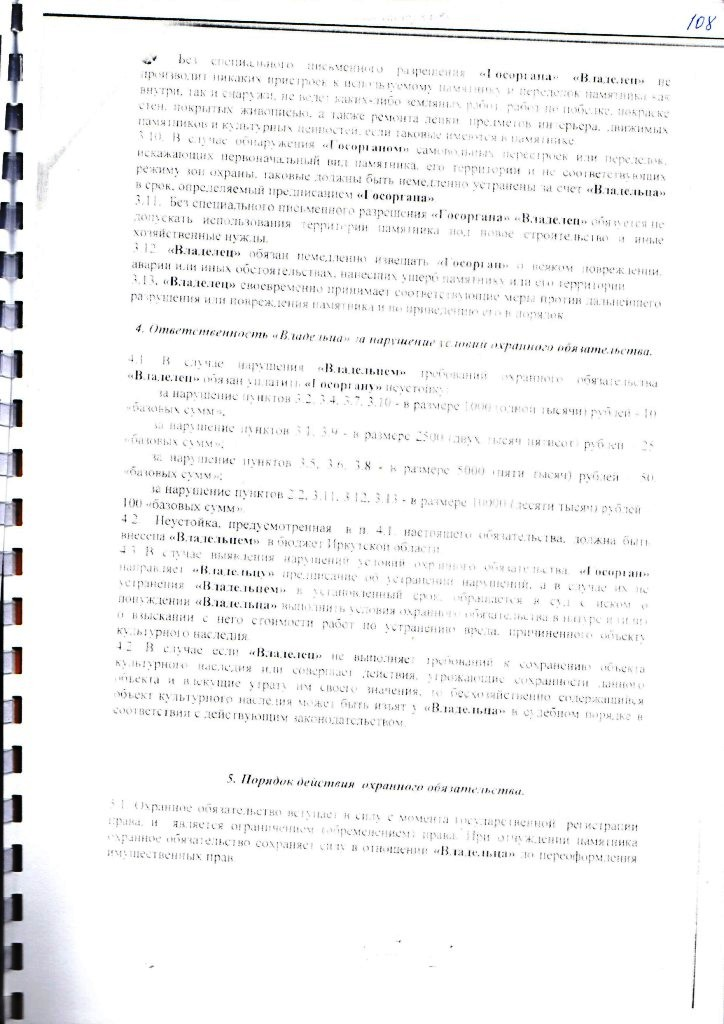 108
Без специального письменного разрешения «Госоргана» «Владелец» не
производит никаких пристроек к используемому памятнику и переделок памятника как
внутри, так и снаружи, не ведет каких-либо земляных работ, работ по побелке, покраске
стен, покрытых живописью, а также ремонта лепки, предметов интерьера, движимых
памятников и культурных ценностей, если таковые имеются в памятнике.
3.10. В случае обнаружения «Госорганом» самовольных перестроек или переделок,
искажающих первоначальный вид памятника, его территории и не соответствующих
режиму зон охраны, таковые должны быть немедленно устранены за счет «Владельца»
в срок, определяемый предписанием «Госоргана»
3.11. Без специального письменного разрешения «Госоргана» «Владелец» обязуется не
допускать использования территории памятника под новое строительство и иные
хозяйственные нужды.
3.12. «Владелец» обязан немедленно извещать «Госорган» о всяком повреждении,
аварии или иных обстоятельствах, нанесших ущерб памятнику или его территории
3.13. «Владелец» своевременно принимает соответствующие меры против дальнейшего
разрушения или повреждения памятника и по приведению его в порядок.
4. Ответственность «Владельца» за нарушение условий охранного обязательства.
4.1 В случае нарушения «Владельцем» требований охранного обязательства
«Владелец» обязан уплатить «Госоргану» неустойку:
за нарушение пунктов 3.2, 3.4, 3.7, 3.10 - в размере 1000 (одной тысячи) рублей - 10
«базовых сумм»;
за нарушение пунктов 3.1, 3.9 - в размере 2500 (двух тысяч пятисот) рублей - 25
«базовых сумм»;
за нарушение пунктов 3.5, 3.6, 3.8 - в размере 5000 (пяти тысяч) рублей 50
«базовых сумм»;
за нарушение пунктов 2.2, 3.11, 3.12, 3.13 - в размере 10000 (десяти тысяч) рублей
100 «базовых сумм».
4.2 Неустойка, предусмотренная в п. 4.1. настоящего обязательства, должна быть
внесена «Владельцем» в бюджет Иркутской области.
4.3 В случае выявления нарушений условий охранного обязательства, «Госорган»
направляет «Владельцу» предписание об устранении нарушений, а в случае их не
устранения «Владельцем» в установленный срок, обращается в суд с иском о
понуждении «Владельца» выполнить условия охранного обязательства в натуре и (или)
о взыскании с него стоимости работ по устранению вреда, причиненного объекту
культурного наследия.
4.2 В случае если «Владелец» не выполняет требований к сохранению объекта
культурного наследия или совершает действия, угрожающие сохранности данного
объекта и влекущие утрату им своего значения, то бесхозяйственно содержащийся
объект культурного наследия может быть изъят у «Владельца» в судебном порядке в
соответствии с действующим законодательством.
5. Порядок действия охранного обязательства.
5.1. Охранное обязательство вступает в силу с момента государственной регистрации
права, и является ограничением (обременением) права. При отчуждении памятника
охранное обязательство сохраняет силу в отношении «Владельца» до переоформления
имущественных прав